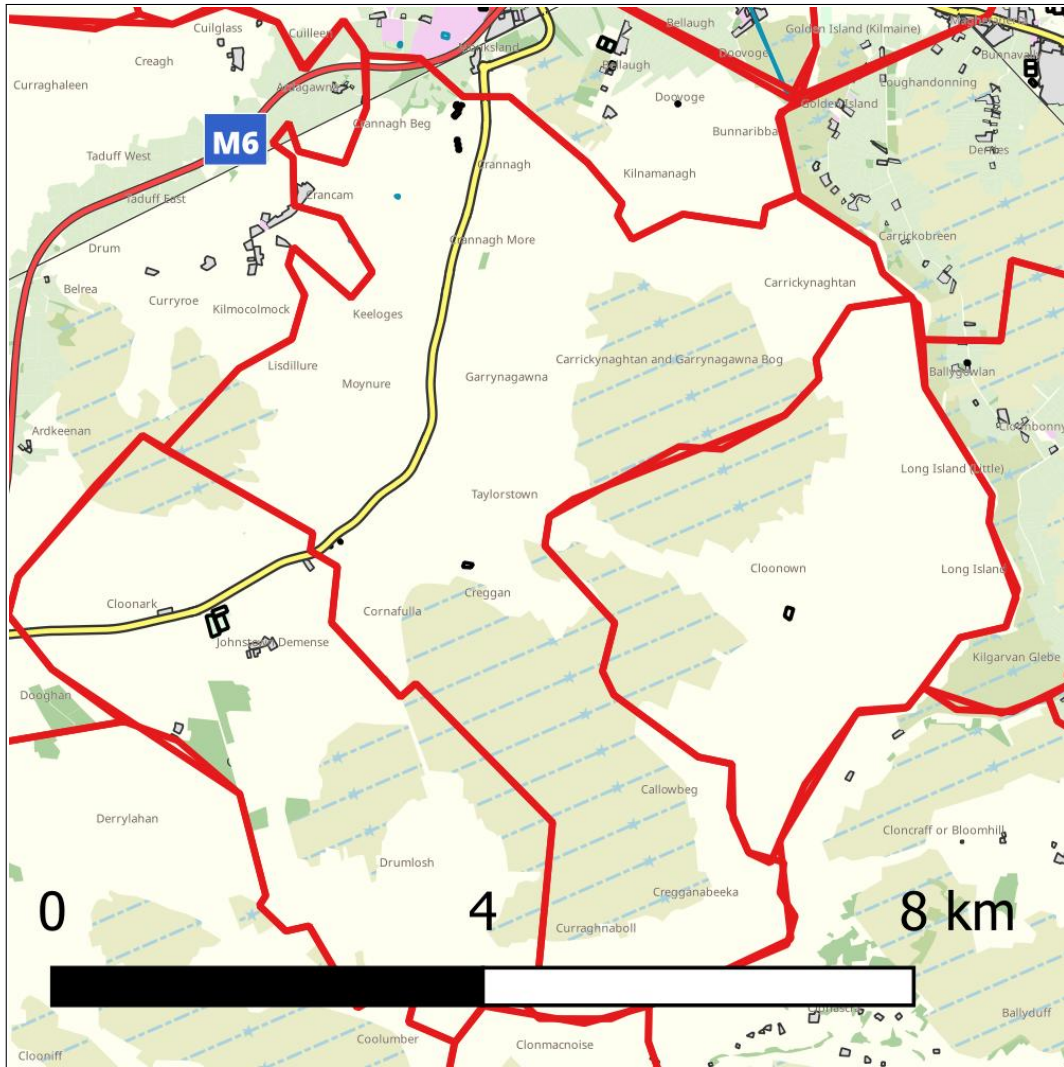 Cuilglass
Cuilleen
Bellaugh
Golden Island (Kilmaine)
Creagh
Monksland
Doovoge
Bunnavally
Curraghaleen
Bellaugh
Loughandonning
Doovoge
Golden Island
Crannagh Beg
Bunnaribba
M6
Taduff West
Crannagh
Kilnamanagh
Derries
Taduff East
Crancam
Crannagh More
Carrickobreen
Drum
Belrea
Curryroe
Kilmocolmock
Keeloges
Carrickynaghtan
Lisdillure
Moynure
Garrynagawna
Carrickynaghtan and Garrynagawna Bog
Ballygowlan
Ardkeenan
Cloonbonny
Long Island (Little)
Taylorstown
Cloonown
Long Island
Cloonark
Cornafulla
Creggan
Johnstown Demense
Kilgarvan Glebe
Dooghan
Callowbeg
Derrylahan
Cloncraff or Bloomhill
Drumlosh
Cregganabeeka
Curraghnaboll
0 4 8 km
Ballyduff
Coolumber
Clonmacnoise
Clooniff